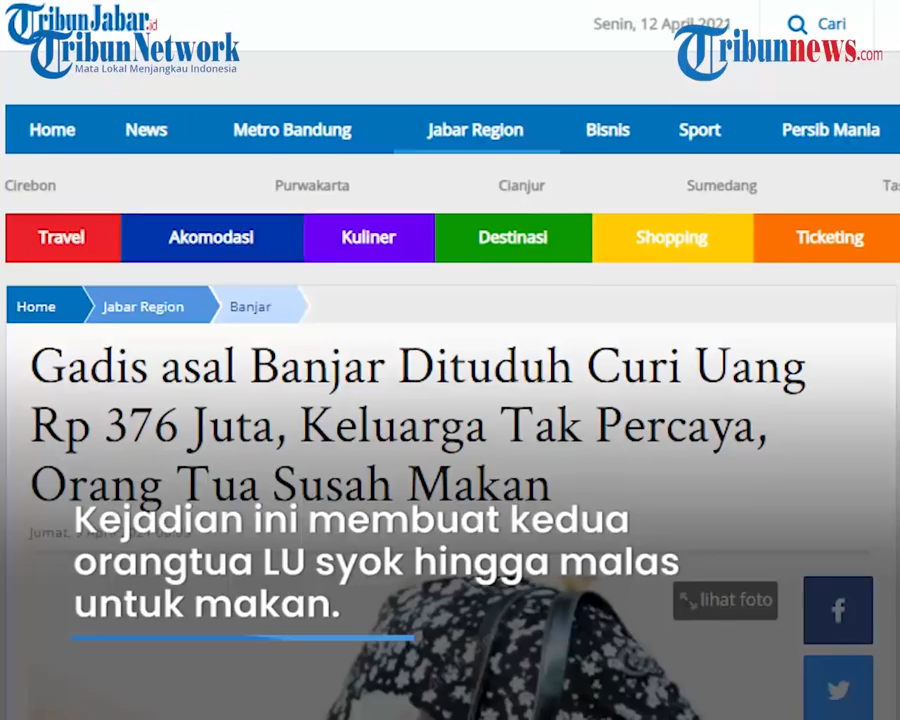 TribunJabar.id
Tribun Network
Mata Lokal Menjangkau Indonesia
Senin, 12 April 2021
Cari
Tribunnews.com
Home News Metro Bandung Jabar Region Bisnis Sport Persib Mania
Cirebon Purwakarta Cianjur Sumedang
Travel Akomodasi Kuliner Destinasi Shopping Ticketing
Home Jabar Region Banjar
Gadis asal Banjar Dituduh Curi Uang
Rp 376 Juta, Keluarga Tak Percaya,
Orang Tua Susah Makan
Jumat,
Kejadian ini membuat kedua
orangtua LU syok hingga malas
untuk makan.
lihat foto